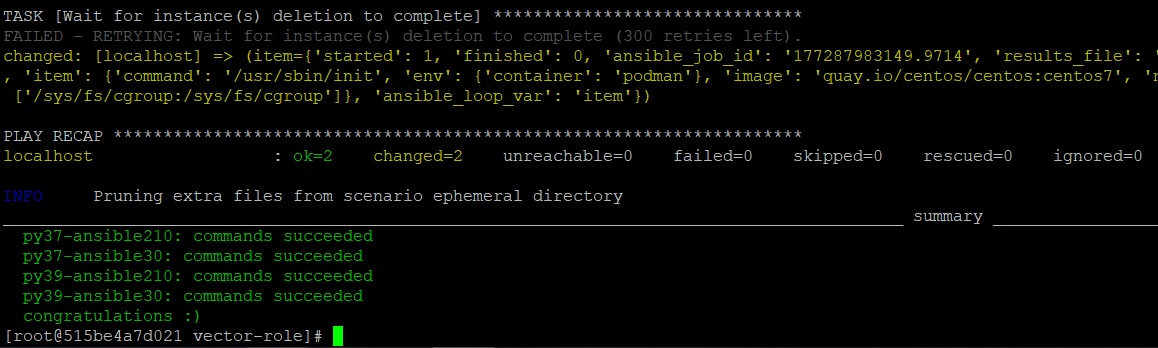 TASK [Wait for instance(s) deletion to complete] *******************************
FAILED - RETRYING: Wait for instance(s) deletion to complete (300 retries left).
changed: [localhost] => (item={'started': 1, 'finished': 0, 'ansible_job_id': '177287983149.9714', 'results_file': '
, 'item': {'command': '/usr/sbin/init', 'env': {'container': 'podman'}, 'image': 'quay.io/centos/centos:centos7', 'n
['/sys/fs/cgroup:/sys/fs/cgroup']}, 'ansible_loop_var': 'item'})
PLAY RECAP *********************************************************************
localhost : ok=2 changed=2 unreachable=0 failed=0 skipped=0 rescued=0 ignored=0
INFO Pruning extra files from scenario ephemeral directory
summary
py37-ansible210: commands succeeded
py37-ansible30: commands succeeded
py39-ansible210: commands succeeded
py39-ansible30: commands succeeded
congratulations :)
[root@515be4a7d021 vector-role]#